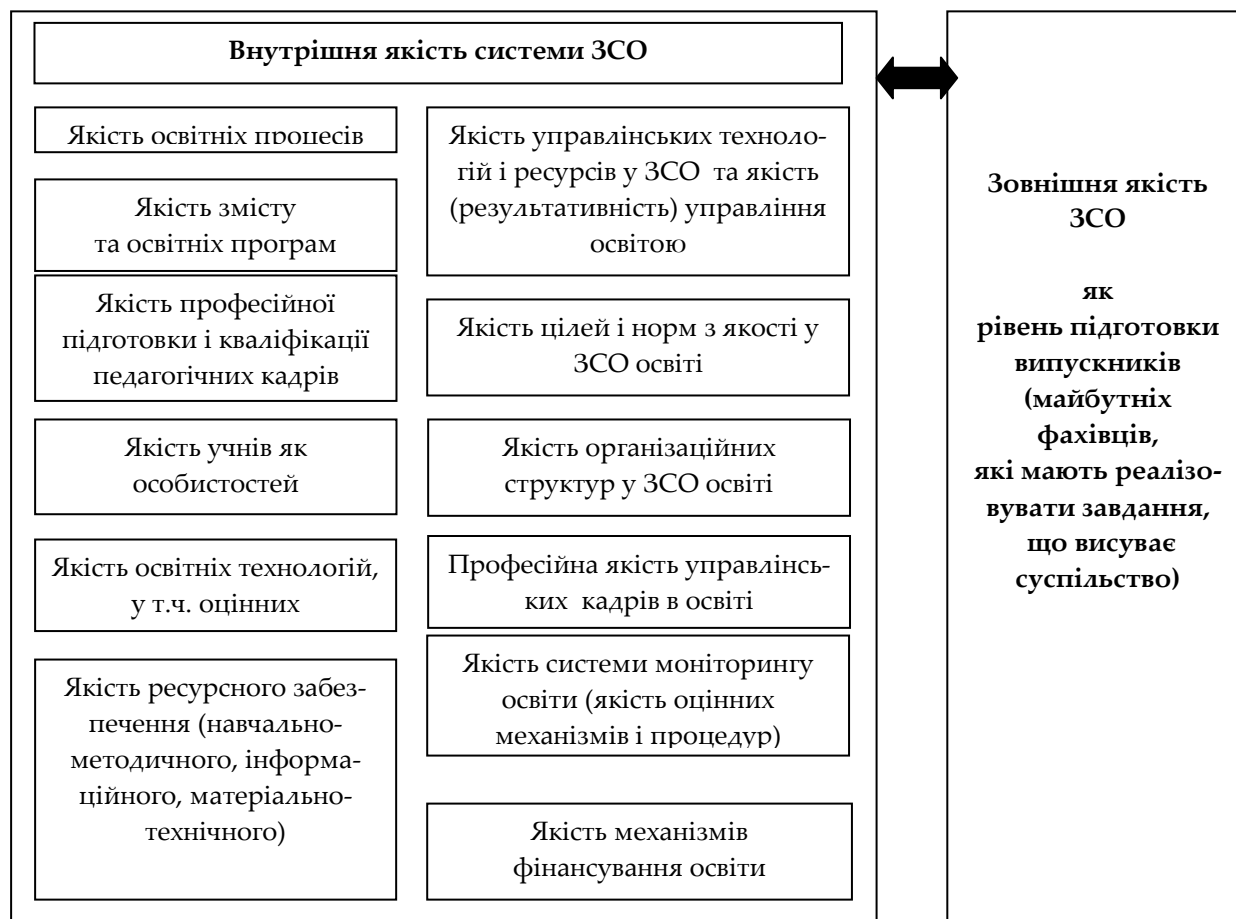 Внутрішня якість системи ЗСО
Якість освітніх процесів
Якість змісту
та освітніх програм
Якість професійної
підготовки і кваліфікації
педагогічних кадрів
Якість учнів як
особистостей
Якість освітніх технологій,
у т.ч. оцінних
Якість ресурсного забез-
печення (навчально-
методичного, інформа-
ційного, матеріально-
технічного)
Якість управлінських техноло-
гій і ресурсів у ЗСО та якість
(результативність) управління
освітою
Якість цілей і норм з якості у
ЗСО освіті
Якість організаційних
структур у ЗСО освіті
Професійна якість управлінсь-
ких кадрів в освіті
Якість системи моніторингу
освіти (якість оцінних
механізмів і процедур)
Якість механізмів
фінансування освіти
Зовнішня якість
ЗСО
як
рівень підготовки
випускників
(майбутніх
фахівців,
які мають реалізо-
вувати завдання,
що висуває
суспільство)